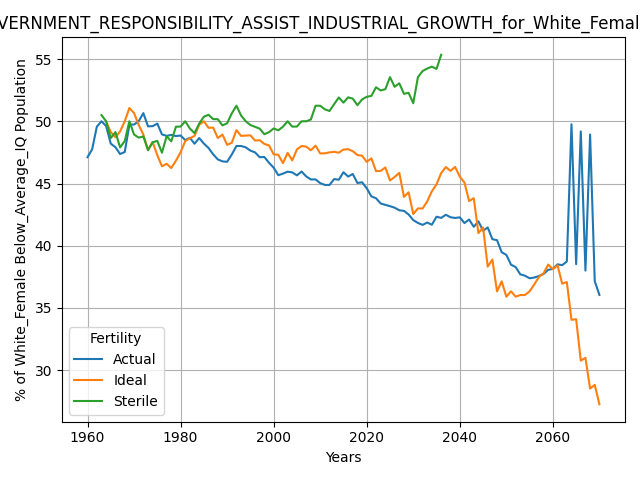 VERNMENT_RESPONSIBILITY_ASSIST_INDUSTRIAL_GROWTH_for_White_Femal
% of White_Female Below_Average_IQ Population
55
50
45
40
35
30
Fertility
Actual
Ideal
Sterile
1960 1980 2000 2020 2040 2060
Years